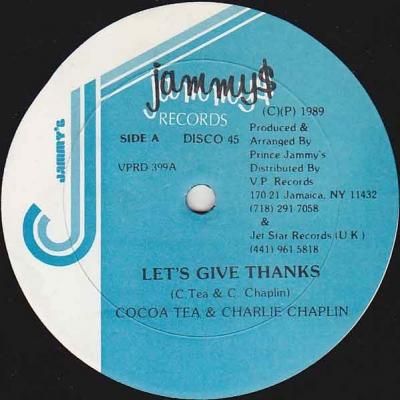 jammy$
jammy$
RECORDS
JAMMY'S
(C)(P) 1989
SIDE A DISCO 45
VPRD 399A
Produced &
Arranged By
Prince Jammy's
Distributed By
V.P. Records
170-21 Jamaica, NY 11432
(718) 291 7058
&
Jet Star Records (U K)
(441) 961 5818
LET'S GIVE THANKS
(C. Tea & C. Chaplin)
COCOA TEA & CHARLIE CHAPLIN